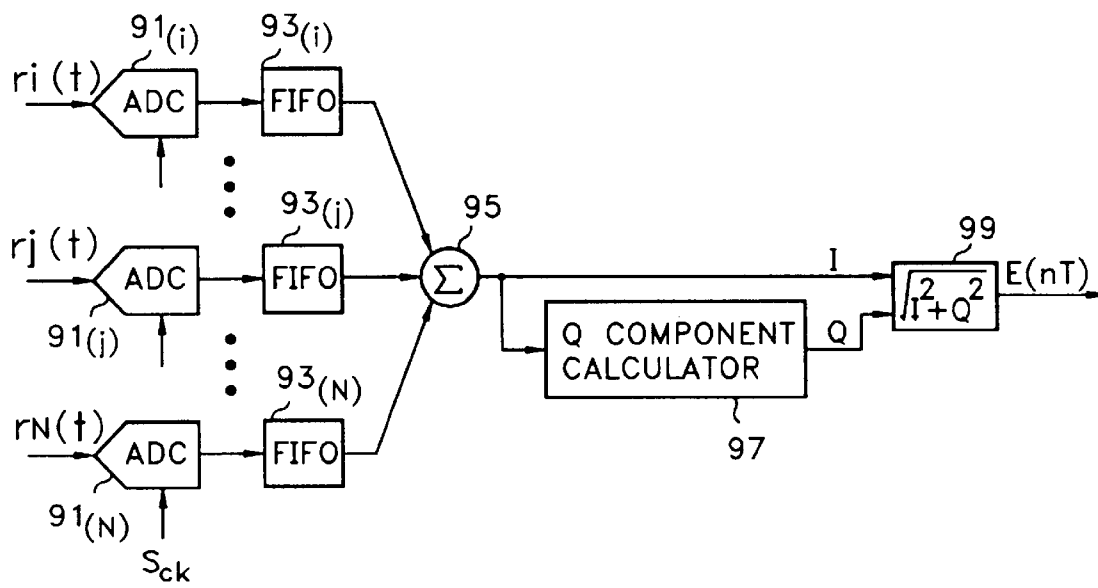 91(i)
93(i)
ri(t)
ADC
FIFO
93(j)
95
rj(t)
ADC
FIFO
Σ
I
99
√I²+Q²
E(nT)
91(j)
Q COMPONENT
CALCULATOR
Q
93(N)
97
rN(t)
ADC
FIFO
91(N)
Sck